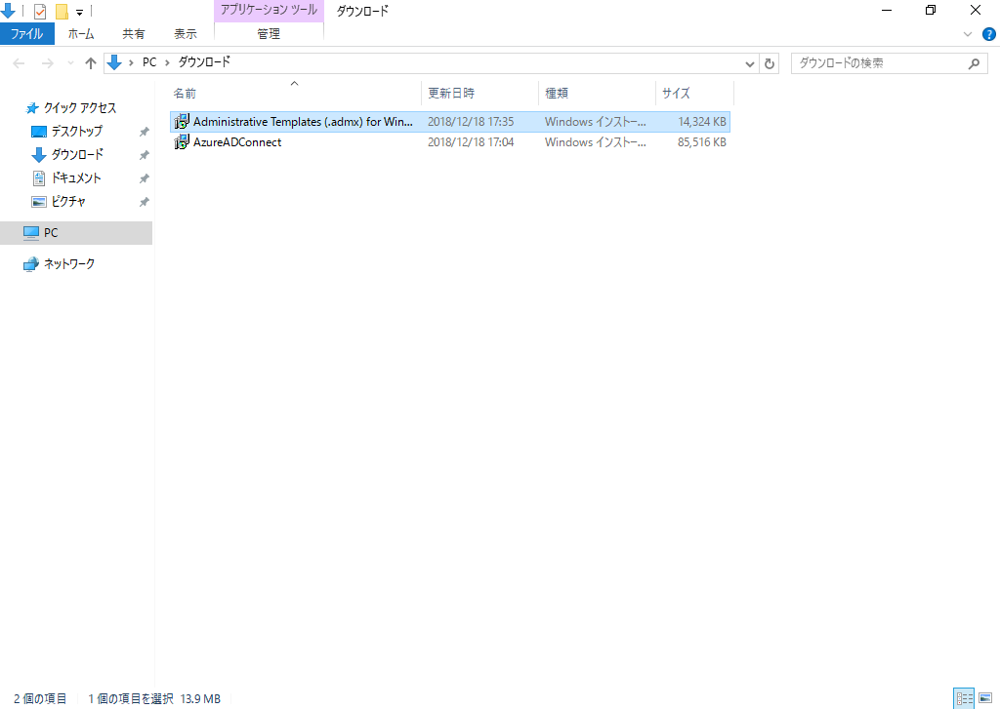 アプリケーション ツール ダウンロード
ファイル ホーム 共有 表示 管理
PC ダウンロード ダウンロードの検索
名前 更新日時 種類 サイズ
クイック アクセス
デスクトップ
ダウンロード
ドキュメント
ピクチャ
PC
ネットワーク
Administrative Templates (.admx) for Win... 2018/12/18 17:35 Windows インストー... 14,324 KB
AzureADConnect 2018/12/18 17:04 Windows インストー... 85,516 KB
2 個の項目 1 個の項目を選択 13.9 MB